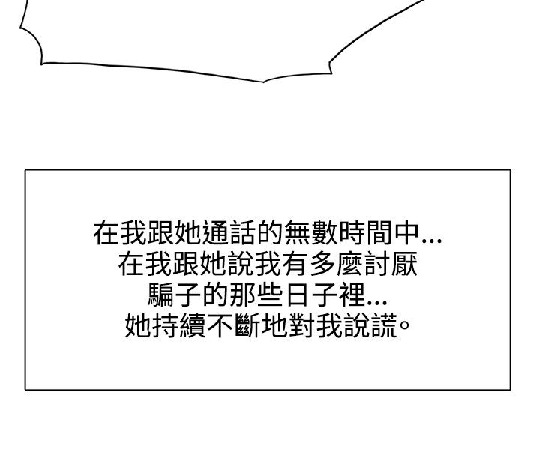 在我跟她通話的無數時間中...
在我跟她說我有多麼討厭
騙子的那些日子裡...
她持續不斷地對我說謊。